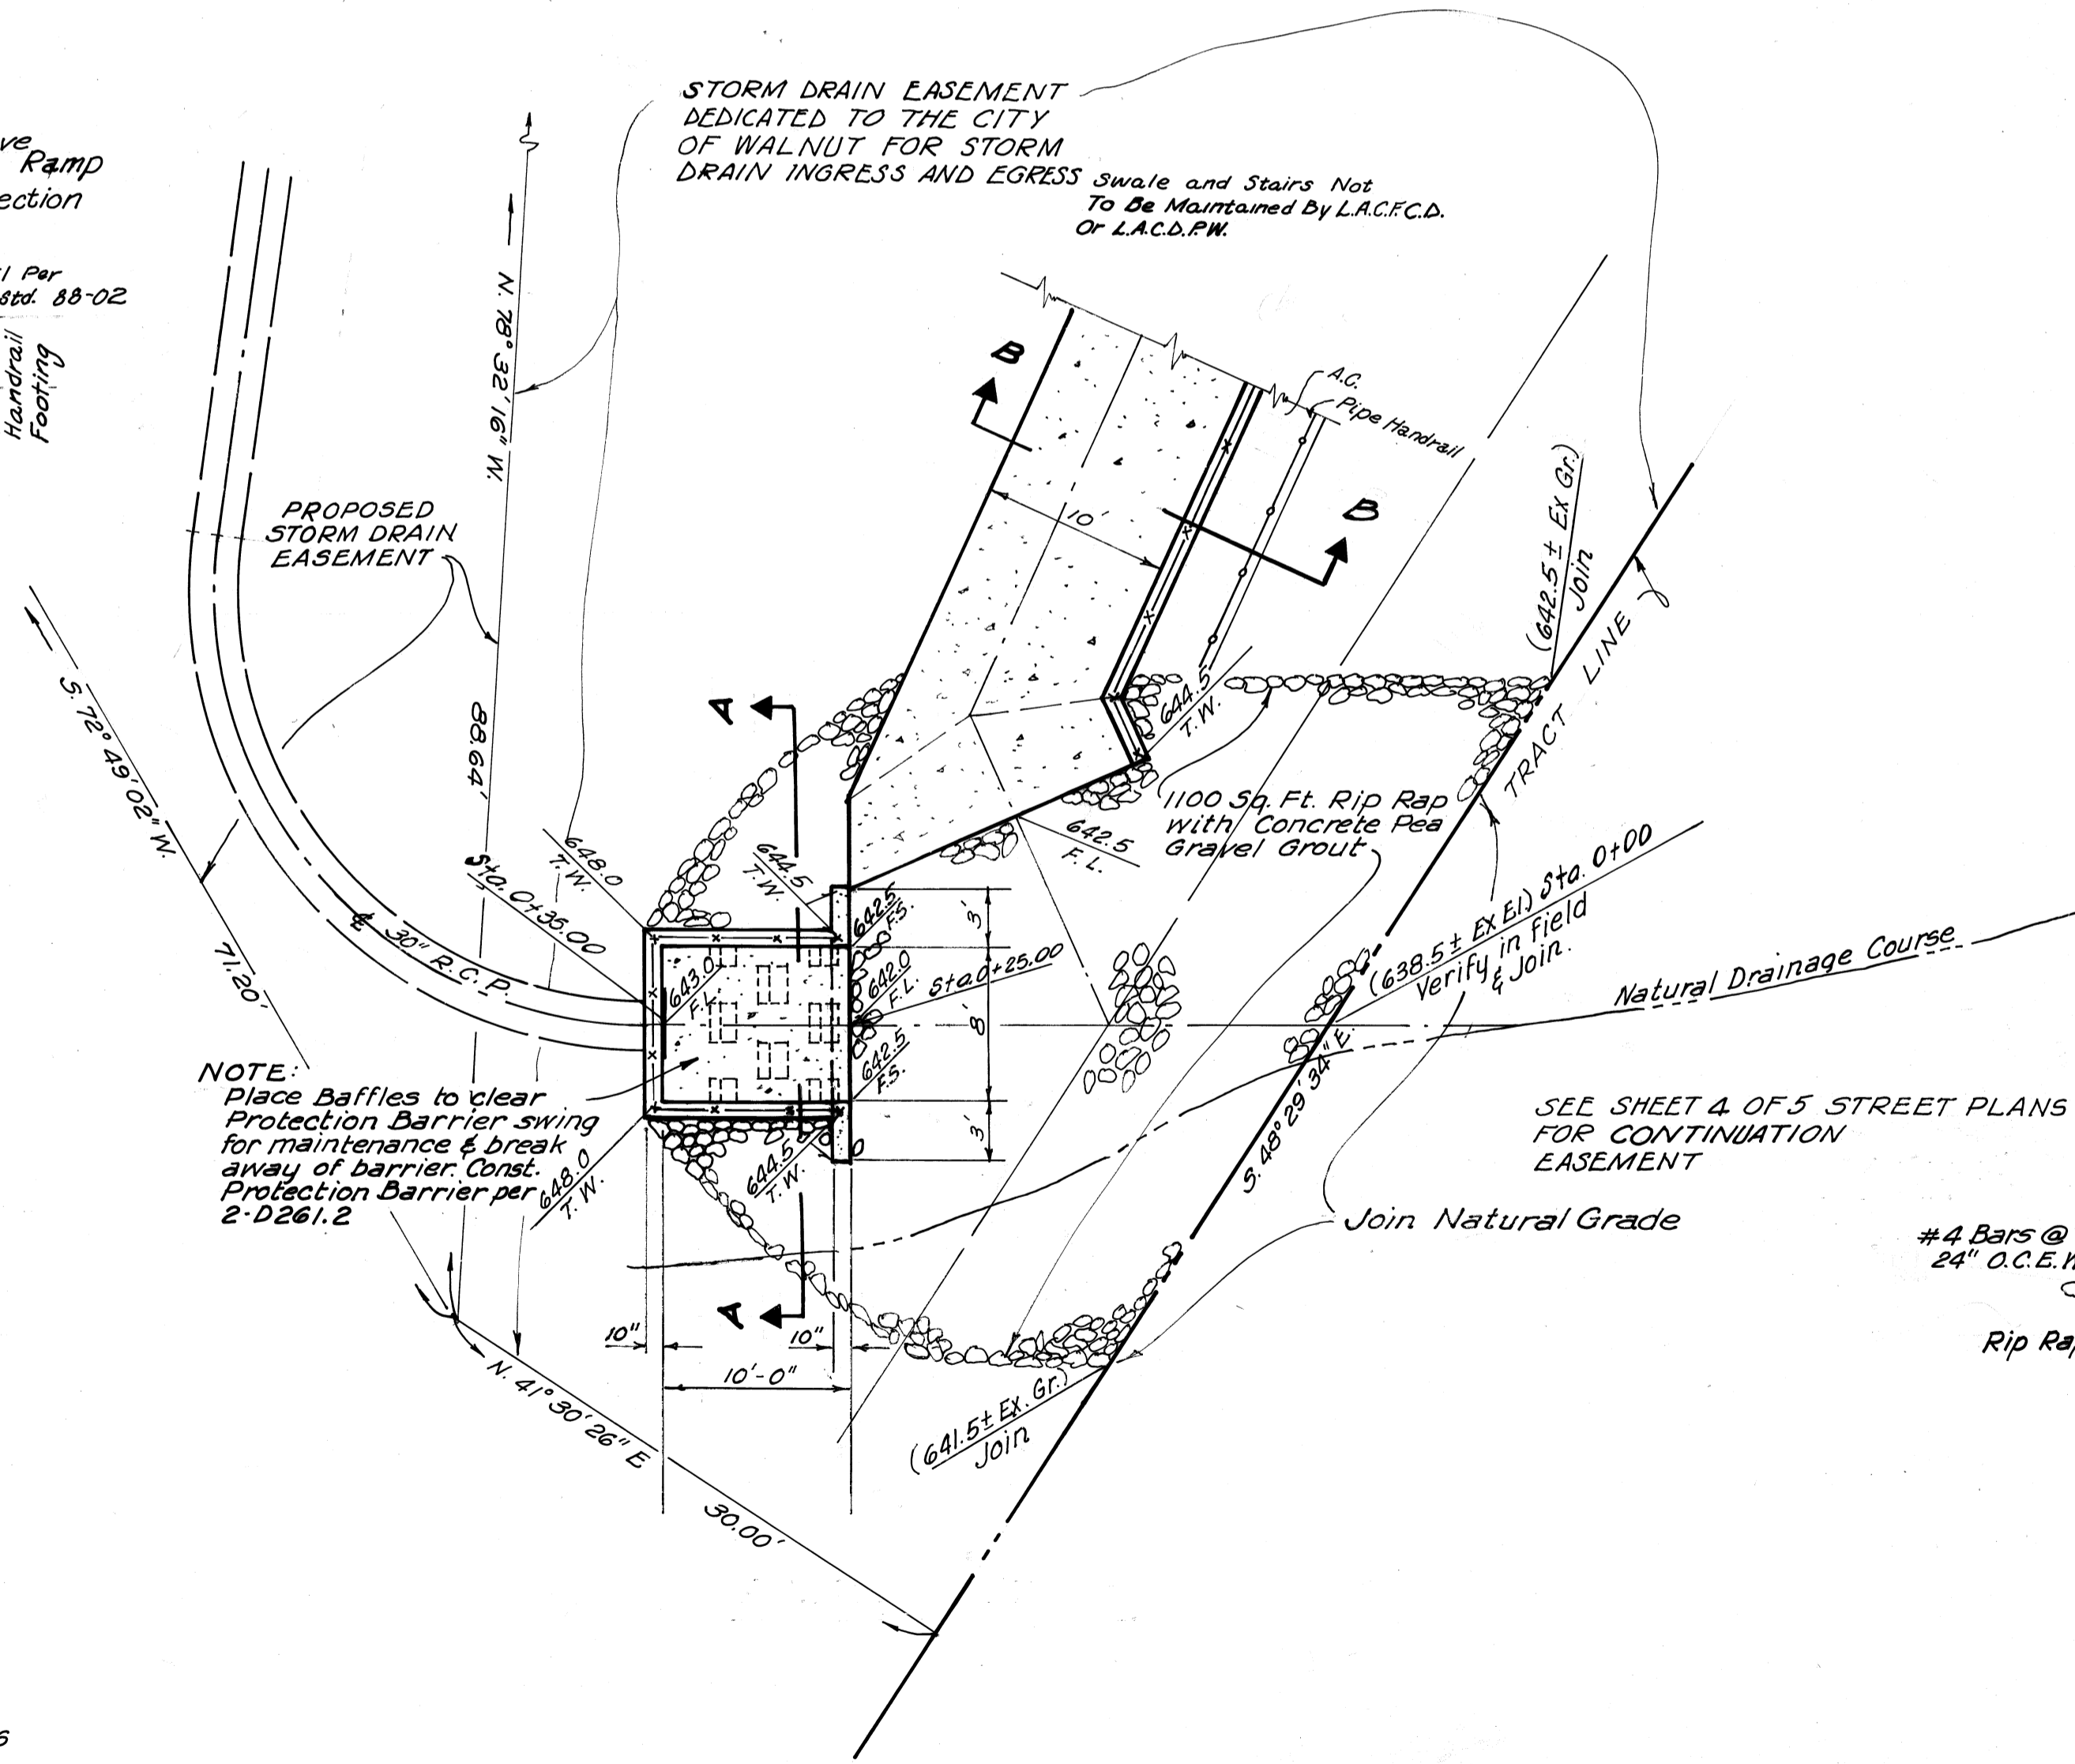 STORM DRAIN EASEMENT
DEDICATED TO THE CITY
OF WALNUT FOR STORM
DRAIN INGRESS AND EGRESS
Swale and Stairs Not
To Be Maintained By L.A.C.F.C.D.
Or L.A.C.D.P.W.
Ramp
Per
Std. 88-02
Handrail
Footing
N. 78° 32' 16" W.
88.64'
PROPOSED
STORM DRAIN
EASEMENT
S. 72° 49' 02" W.
71.20'
B
B
10'
A.C.
Pipe Handrail
(642.5 ± Ex Gr.)
Join
TRACT LINE
A
644.5
T.W.
1100 Sq. Ft. Rip Rap
with Concrete Pea
Gravel Grout
642.5
F.L.
648.0
T.W.
644.5
T.W.
Sta. 0+35.00
℄ 30" R.C.P.
643.0
F.L.
642.5
F.S.
642.0
F.L.
Sta. 0+25.00
642.5
F.S.
3'
8'
3'
(638.5 ± Ex El.) Sta. 0+00
Verify in field
& Join.
Natural Drainage Course
S. 48° 29' 34" E.
NOTE:
Place Baffles to clear
Protection Barrier swing
for maintenance & break
away of barrier. Const.
Protection Barrier per
2-D261.2
648.0
T.W.
644.5
T.W.
SEE SHEET 4 OF 5 STREET PLANS
FOR CONTINUATION
EASEMENT
Join Natural Grade
#4 Bars @
24" O.C.E.W
A
10"
10"
10'-0"
(641.5 ± Ex. Gr.)
Join
N. 41° 30' 26" E
30.00'
Rip Rap